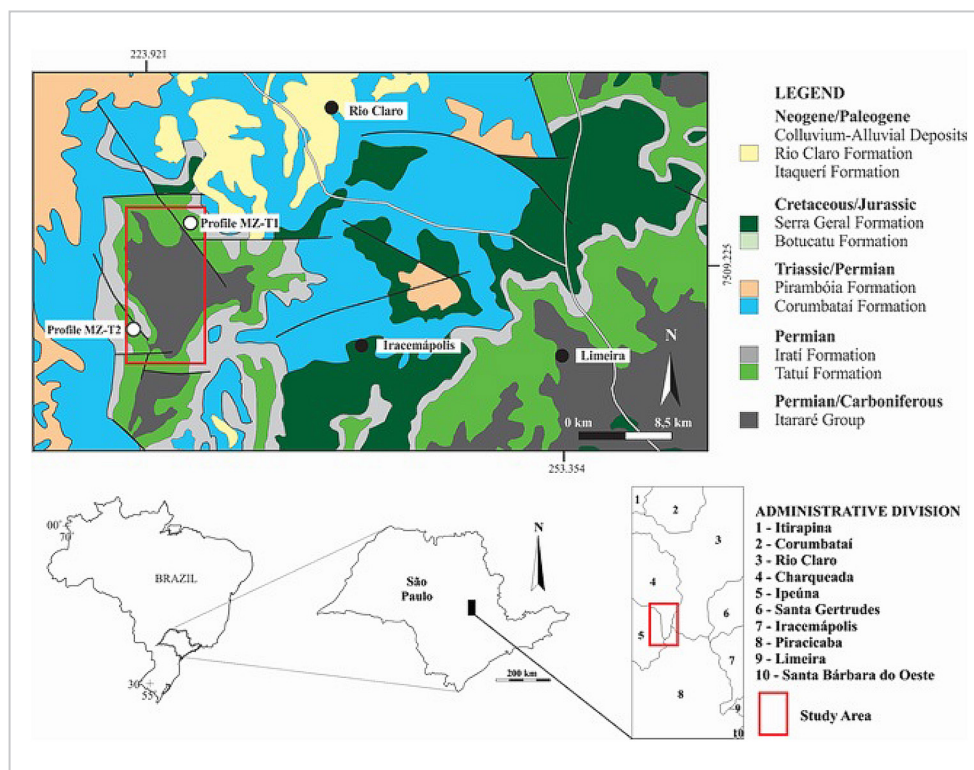 223.921
Rio Claro
Profile MZ-T1
Profile MZ-T2
Iracemápolis
Limeira
N
0 km
8,5 km
7509.225
253.354
LEGEND
Neogene/Paleogene
Colluvium-Alluvial Deposits
Rio Claro Formation
Itaquerí Formation
Cretaceous/Jurassic
Serra Geral Formation
Botucatu Formation
Triassic/Permian
Pirambóia Formation
Corumbataí Formation
Permian
Iratí Formation
Tatuí Formation
Permian/Carboniferous
Itararé Group
00°
70°
BRAZIL
30
55°
São
Paulo
N
200 km
1
2
3
4
5
6
7
8
9
10
ADMINISTRATIVE DIVISION
1 - Itirapina
2 - Corumbataí
3 - Rio Claro
4 - Charqueada
5 - Ipeúna
6 - Santa Gertrudes
7 - Iracemápolis
8 - Piracicaba
9 - Limeira
10 - Santa Bárbara do Oeste
Study Area